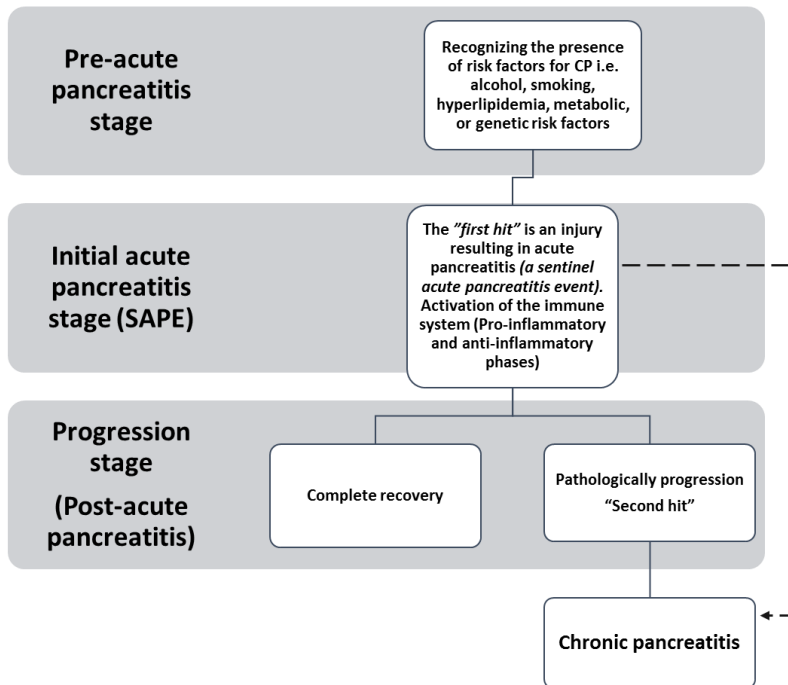 Pre-acute
pancreatitis
stage
Recognizing the presence
of risk factors for CP i.e.
alcohol, smoking,
hyperlipidemia, metabolic,
or genetic risk factors
Initial acute
pancreatitis
stage (SAPE)
The ”first hit” is an injury
resulting in acute
pancreatitis (a sentinel
acute pancreatitis event).
Activation of the immune
system (Pro-inflammatory
and anti-inflammatory
phases)
Progression
stage
(Post-acute
pancreatitis)
Complete recovery
Pathologically progression
“Second hit”
Chronic pancreatitis